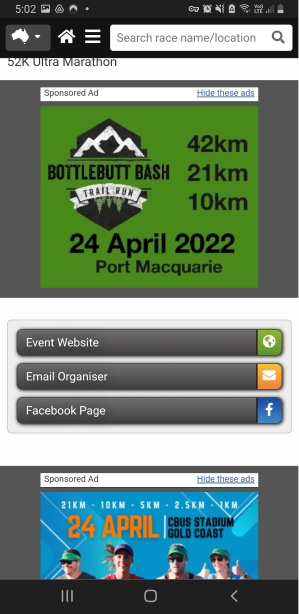 5:02
Vo)) LTE
Search race name/location
52K Ultra Marathon
Sponsored Ad
Hide these ads
BOTTLEBUTT BASH
TRAIL RUN
42km
21km
10km
24 April 2022
Port Macquarie
Event Website
Email Organiser
Facebook Page
Sponsored Ad
Hide these ads
21KM · 10KM · 5KM · 2.5KM · 1KM
24 APRIL
CBUS STADIUM
GOLD COAST